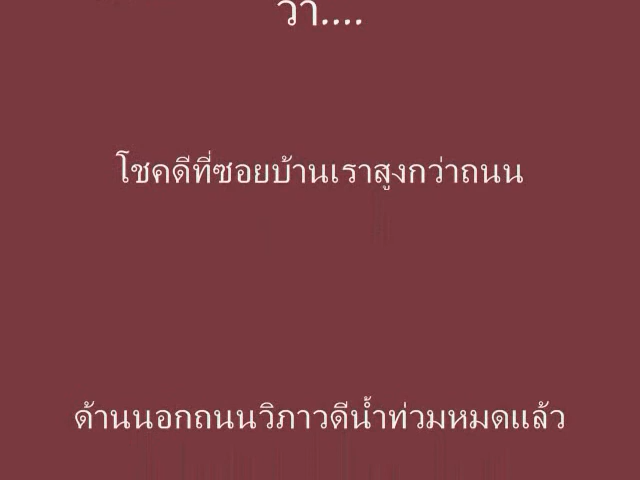 ว่า....
โชคดีที่ซอยบ้านเราสูงกว่าถนน
ด้านนอกถนนวิภาวดีน้ำท่วมหมดแล้ว